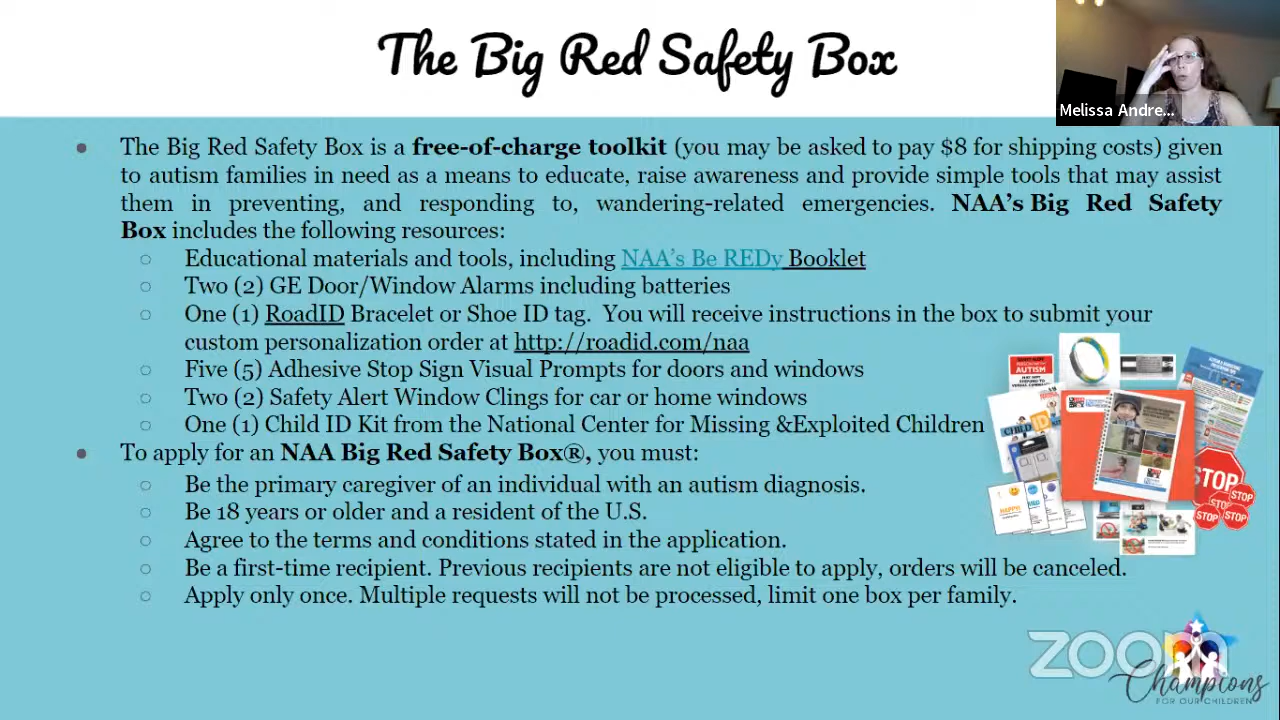 The Big Red Safety Box
Melissa Andre...
The Big Red Safety Box is a free-of-charge toolkit (you may be asked to pay $8 for shipping costs) given
to autism families in need as a means to educate, raise awareness and provide simple tools that may assist
them in preventing, and responding to, wandering-related emergencies. NAA's Big Red Safety
Box includes the following resources:
Educational materials and tools, including NAA's Be REDy Booklet
Two (2) GE Door/Window Alarms including batteries
One (1) RoadID Bracelet or Shoe ID tag. You will receive instructions in the box to submit your
custom personalization order at http://roadid.com/naa
Five (5) Adhesive Stop Sign Visual Prompts for doors and windows
Two (2) Safety Alert Window Clings for car or home windows
One (1) Child ID Kit from the National Center for Missing &Exploited Children
To apply for an NAA Big Red Safety Box®, you must:
Be the primary caregiver of an individual with an autism diagnosis.
Be 18 years or older and a resident of the U.S.
Agree to the terms and conditions stated in the application.
Be a first-time recipient. Previous recipients are not eligible to apply, orders will be canceled.
Apply only once. Multiple requests will not be processed, limit one box per family.
AUTISM
CHILD ID
STOP
STOP
STOP
STOP
STOP
zoom
Champions
FOR OUR CHILDREN